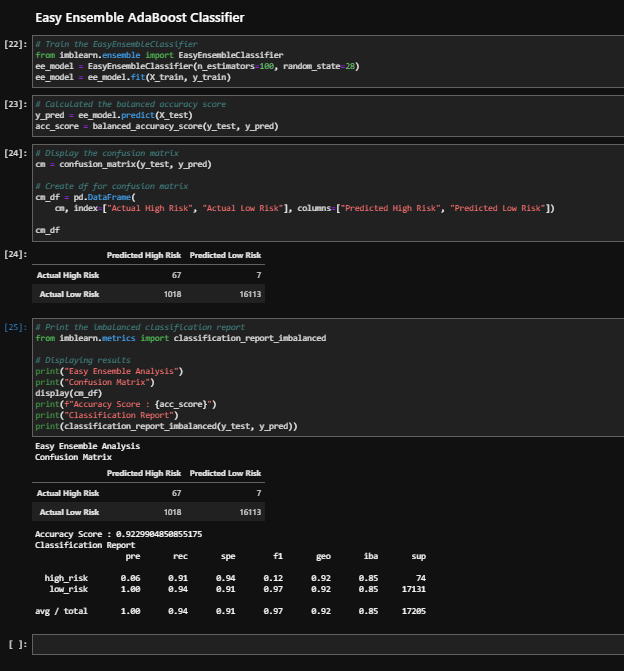 Easy Ensemble AdaBoost Classifier
[22]: # Train the EasyEnsembleClassifier
from imblearn.ensemble import EasyEnsembleClassifier
ee_model = EasyEnsembleClassifier(n_estimators=100, random_state=28)
ee_model = ee_model.fit(X_train, y_train)
[23]: # Calculated the balanced accuracy score
y_pred = ee_model.predict(X_test)
acc_score = balanced_accuracy_score(y_test, y_pred)
[24]: # Display the confusion matrix
cm = confusion_matrix(y_test, y_pred)
# Create df for confusion matrix
cm_df = pd.DataFrame(
cm, index=["Actual High Risk", "Actual Low Risk"], columns=["Predicted High Risk", "Predicted Low Risk"])
cm_df
[24]: Predicted High Risk Predicted Low Risk
Actual High Risk 67 7
Actual Low Risk 1018 16113
[25]: # Print the imbalanced classification report
from imblearn.metrics import classification_report_imbalanced
# Displaying results
print("Easy Ensemble Analysis")
print("Confusion Matrix")
display(cm_df)
print(f"Accuracy Score : {acc_score}")
print("Classification Report")
print(classification_report_imbalanced(y_test, y_pred))
Easy Ensemble Analysis
Confusion Matrix
Predicted High Risk Predicted Low Risk
Actual High Risk 67 7
Actual Low Risk 1018 16113
Accuracy Score : 0.9229904850855175
Classification Report
pre rec spe f1 geo iba sup
high_risk 0.06 0.91 0.94 0.12 0.92 0.85 74
low_risk 1.00 0.94 0.91 0.97 0.92 0.85 17131
avg / total 1.00 0.94 0.91 0.97 0.92 0.85 17205
[ ]: